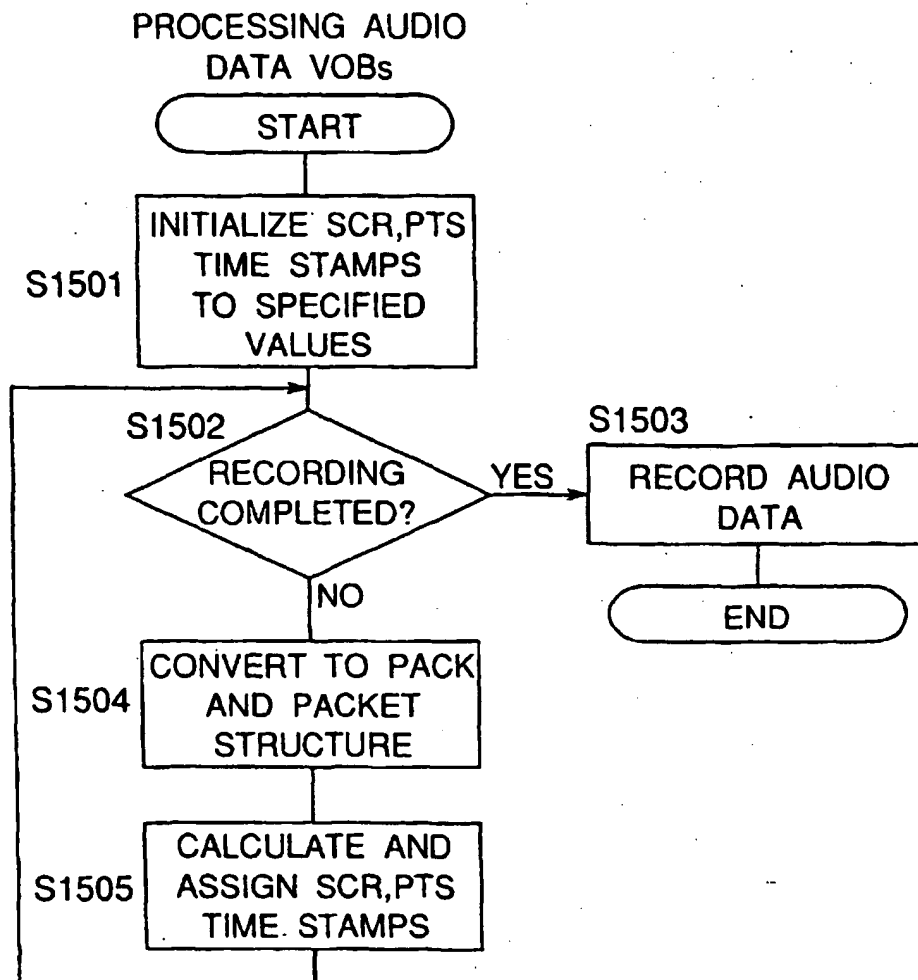 PROCESSING AUDIO
DATA VOBs
START
S1501
INITIALIZE SCR,PTS
TIME STAMPS
TO SPECIFIED
VALUES
S1502
RECORDING
COMPLETED?
YES
NO
S1503
RECORD AUDIO
DATA
END
S1504
CONVERT TO PACK
AND PACKET
STRUCTURE
S1505
CALCULATE AND
ASSIGN SCR,PTS
TIME STAMPS